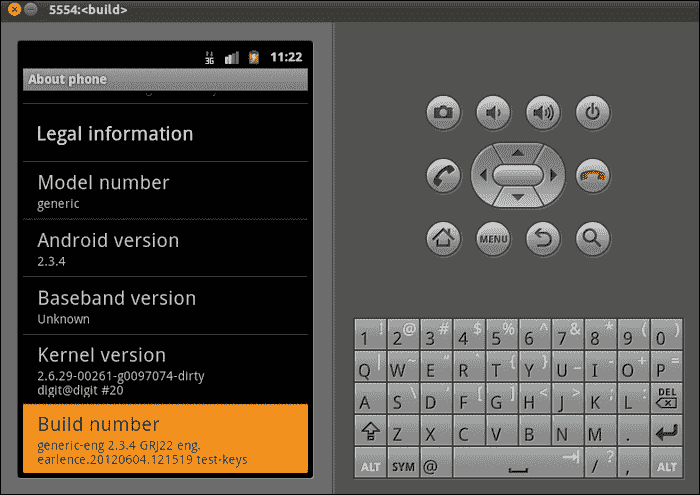 5554:<build>
3G 11:22
About phone
Legal information
Model number
generic
Android version
2.3.4
Baseband version
Unknown
Kernel version
2.6.29-00261-g0097074-dirty
digit@digit #20
Build number
generic-eng 2.3.4 GRJ22 eng.
earlence.20120604.121519 test-keys
MENU
1 ! 2 @ 3 # 4 $ 5 % 6 ^ 7 & 8 * 9 ( 0 )
Q | W ~ E " R ` T { Y } U _ I - O + P =
A S \ D ' F [ G ] H < J > K ; L : DEL
Z X C V B N M .
ALT SYM @ / ? , ALT